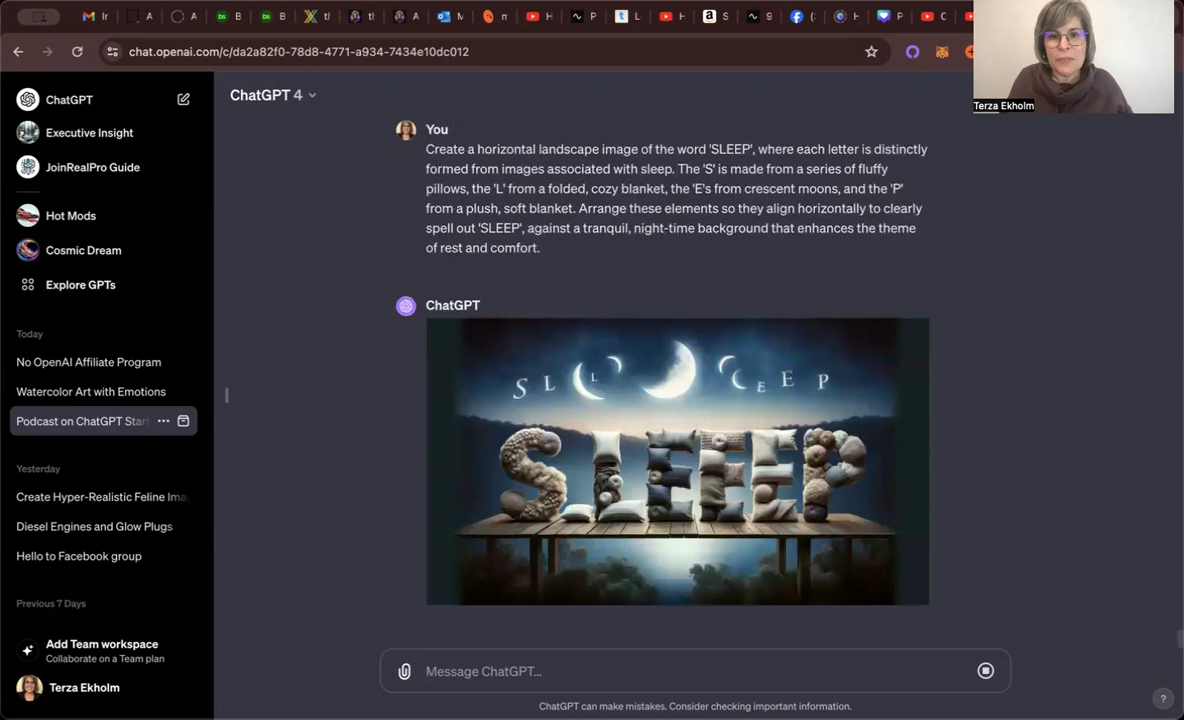 In
A
A
B
B
tl
tl
A
M
n
H
P
L
H
S
9
H
C
E
(
P
C
chat.openai.com/c/da2a82f0-78d8-4771-a934-7434e10dc012
Terza Ekholm
ChatGPT
Executive Insight
JoinRealPro Guide
Hot Mods
Cosmic Dream
Explore GPTs
Today
No OpenAI Affiliate Program
Watercolor Art with Emotions
Podcast on ChatGPT Star
Yesterday
Create Hyper-Realistic Feline Ima
Diesel Engines and Glow Plugs
Hello to Facebook group
Previous 7 Days
Add Team workspace
Collaborate on a Team plan
Terza Ekholm
ChatGPT 4
You
Create a horizontal landscape image of the word 'SLEEP', where each letter is distinctly
formed from images associated with sleep. The 'S' is made from a series of fluffy
pillows, the 'L' from a folded, cozy blanket, the 'E's from crescent moons, and the 'P'
from a plush, soft blanket. Arrange these elements so they align horizontally to clearly
spell out 'SLEEP', against a tranquil, night-time background that enhances the theme
of rest and comfort.
ChatGPT
S L L E E P
SLEEEP
Message ChatGPT...
ChatGPT can make mistakes. Consider checking important information.
?